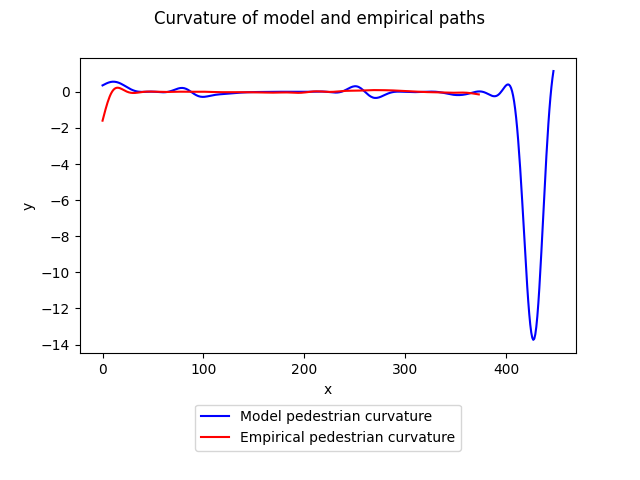 Curvature of model and empirical paths
y
0
−2
−4
−6
−8
−10
−12
−14
0 100 200 300 400
x
Model pedestrian curvature
Empirical pedestrian curvature